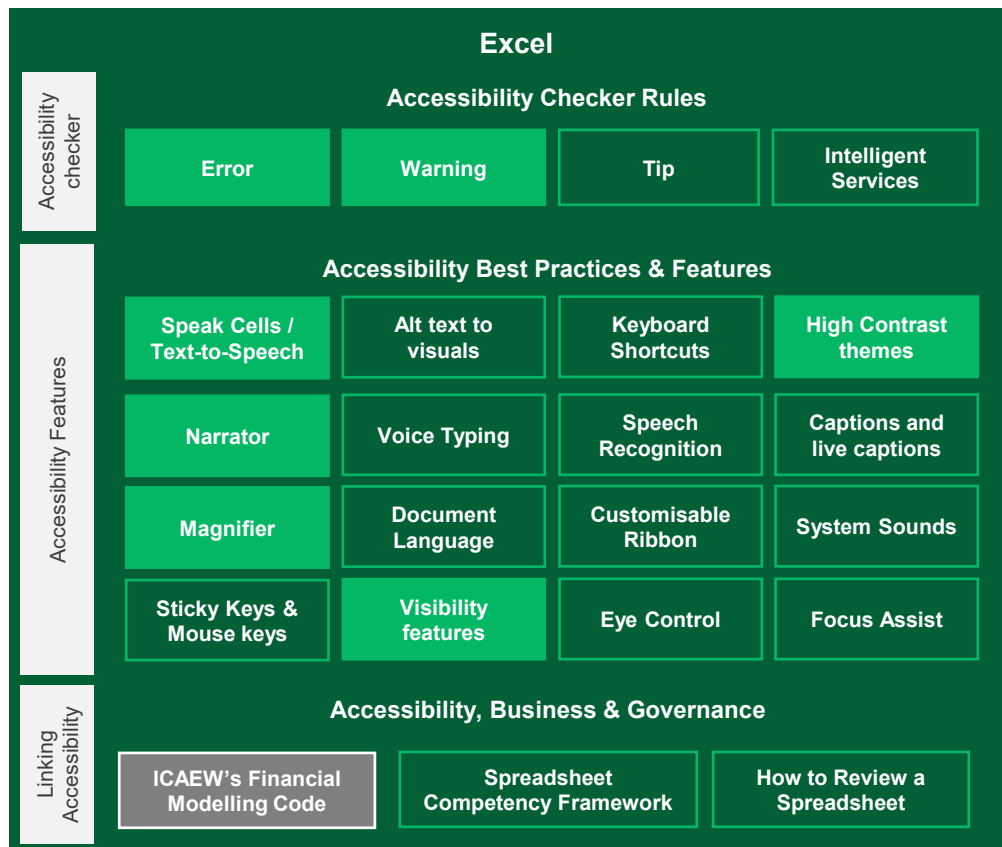 Excel
Accessibility
checker
Accessibility Checker Rules
Error
Warning
Tip
Intelligent
Services
Accessibility Features
Accessibility Best Practices & Features
Speak Cells /
Text-to-Speech
Alt text to
visuals
Keyboard
Shortcuts
High Contrast
themes
Narrator
Voice Typing
Speech
Recognition
Captions and
live captions
Magnifier
Document
Language
Customisable
Ribbon
System Sounds
Sticky Keys &
Mouse keys
Visibility
features
Eye Control
Focus Assist
Linking
Accessibility
Accessibility, Business & Governance
ICAEW’s Financial
Modelling Code
Spreadsheet
Competency Framework
How to Review a
Spreadsheet